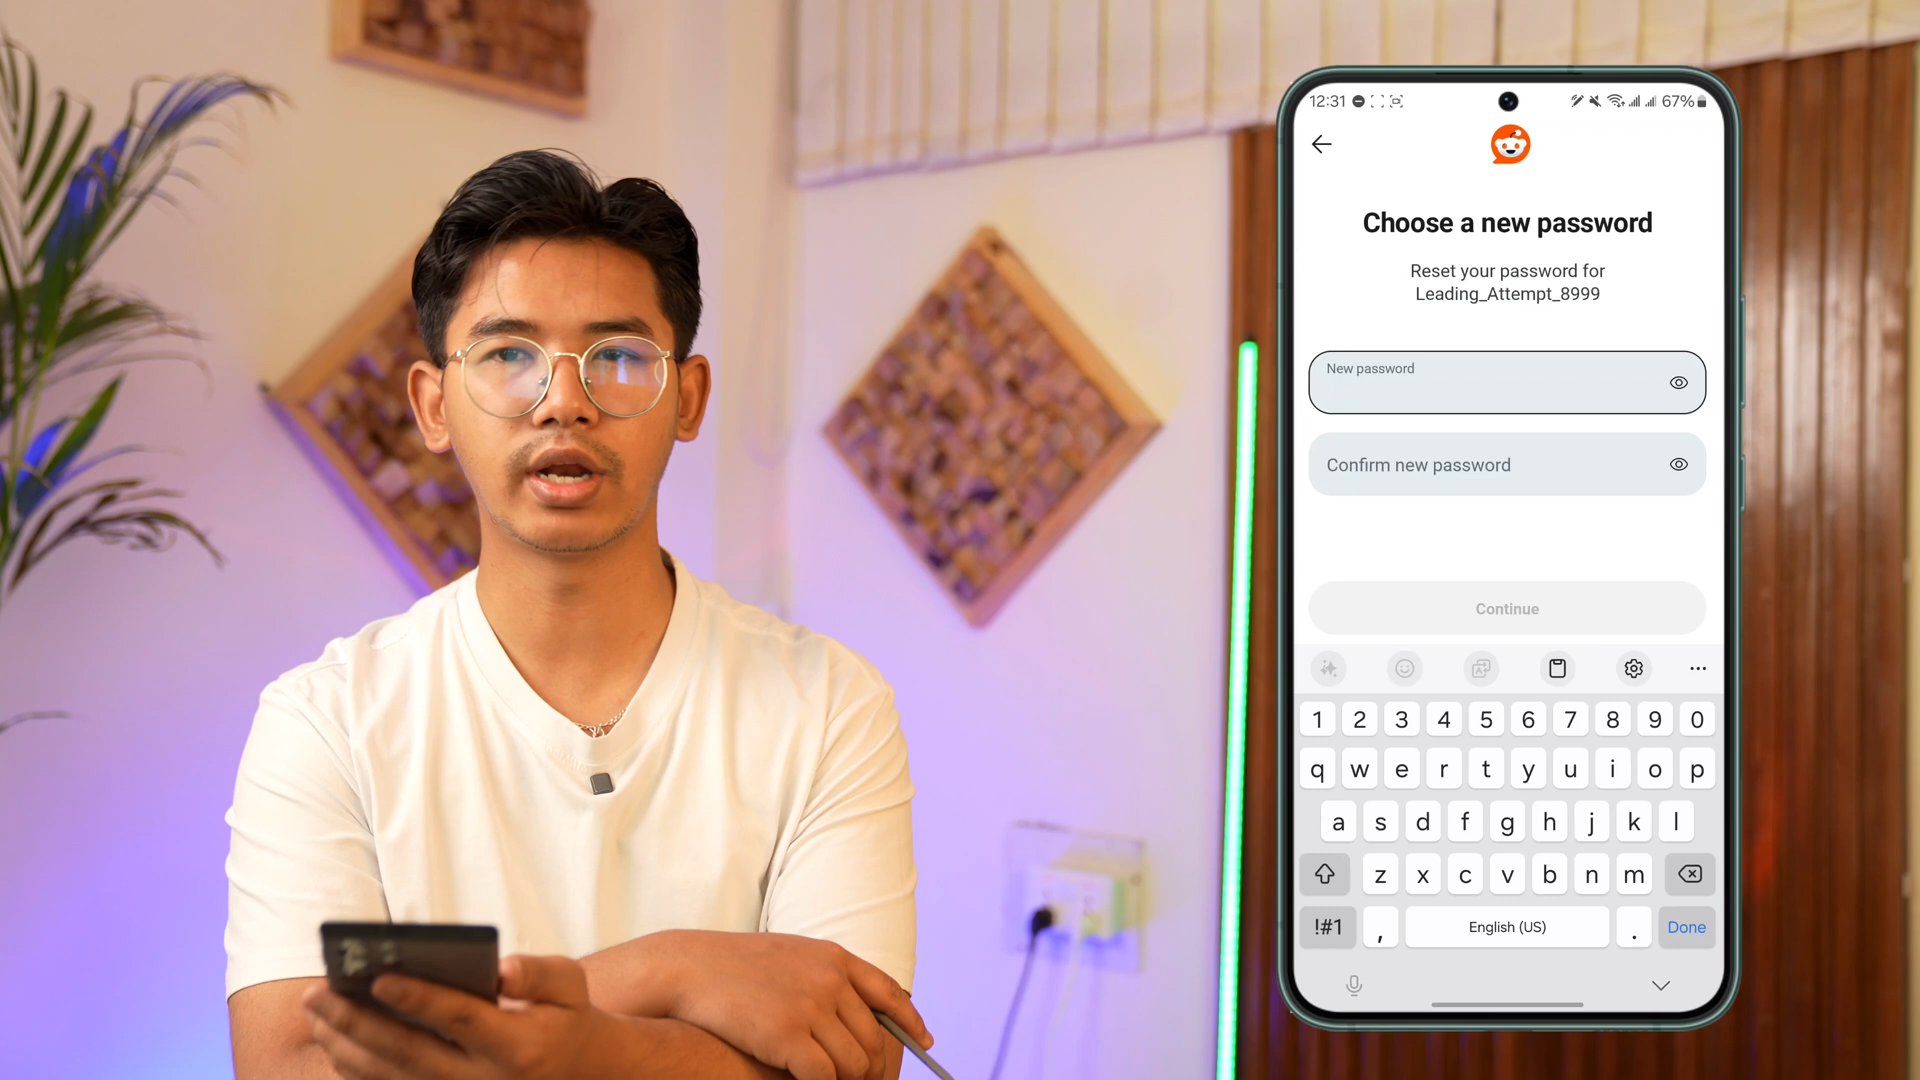 12:31
67%
Choose a new password
Reset your password for
Leading_Attempt_8999
New password
Confirm new password
Continue
1 2 3 4 5 6 7 8 9 0
q w e r t y u i o p
a s d f g h j k l
z x c v b n m
!#1 , English (US) . Done